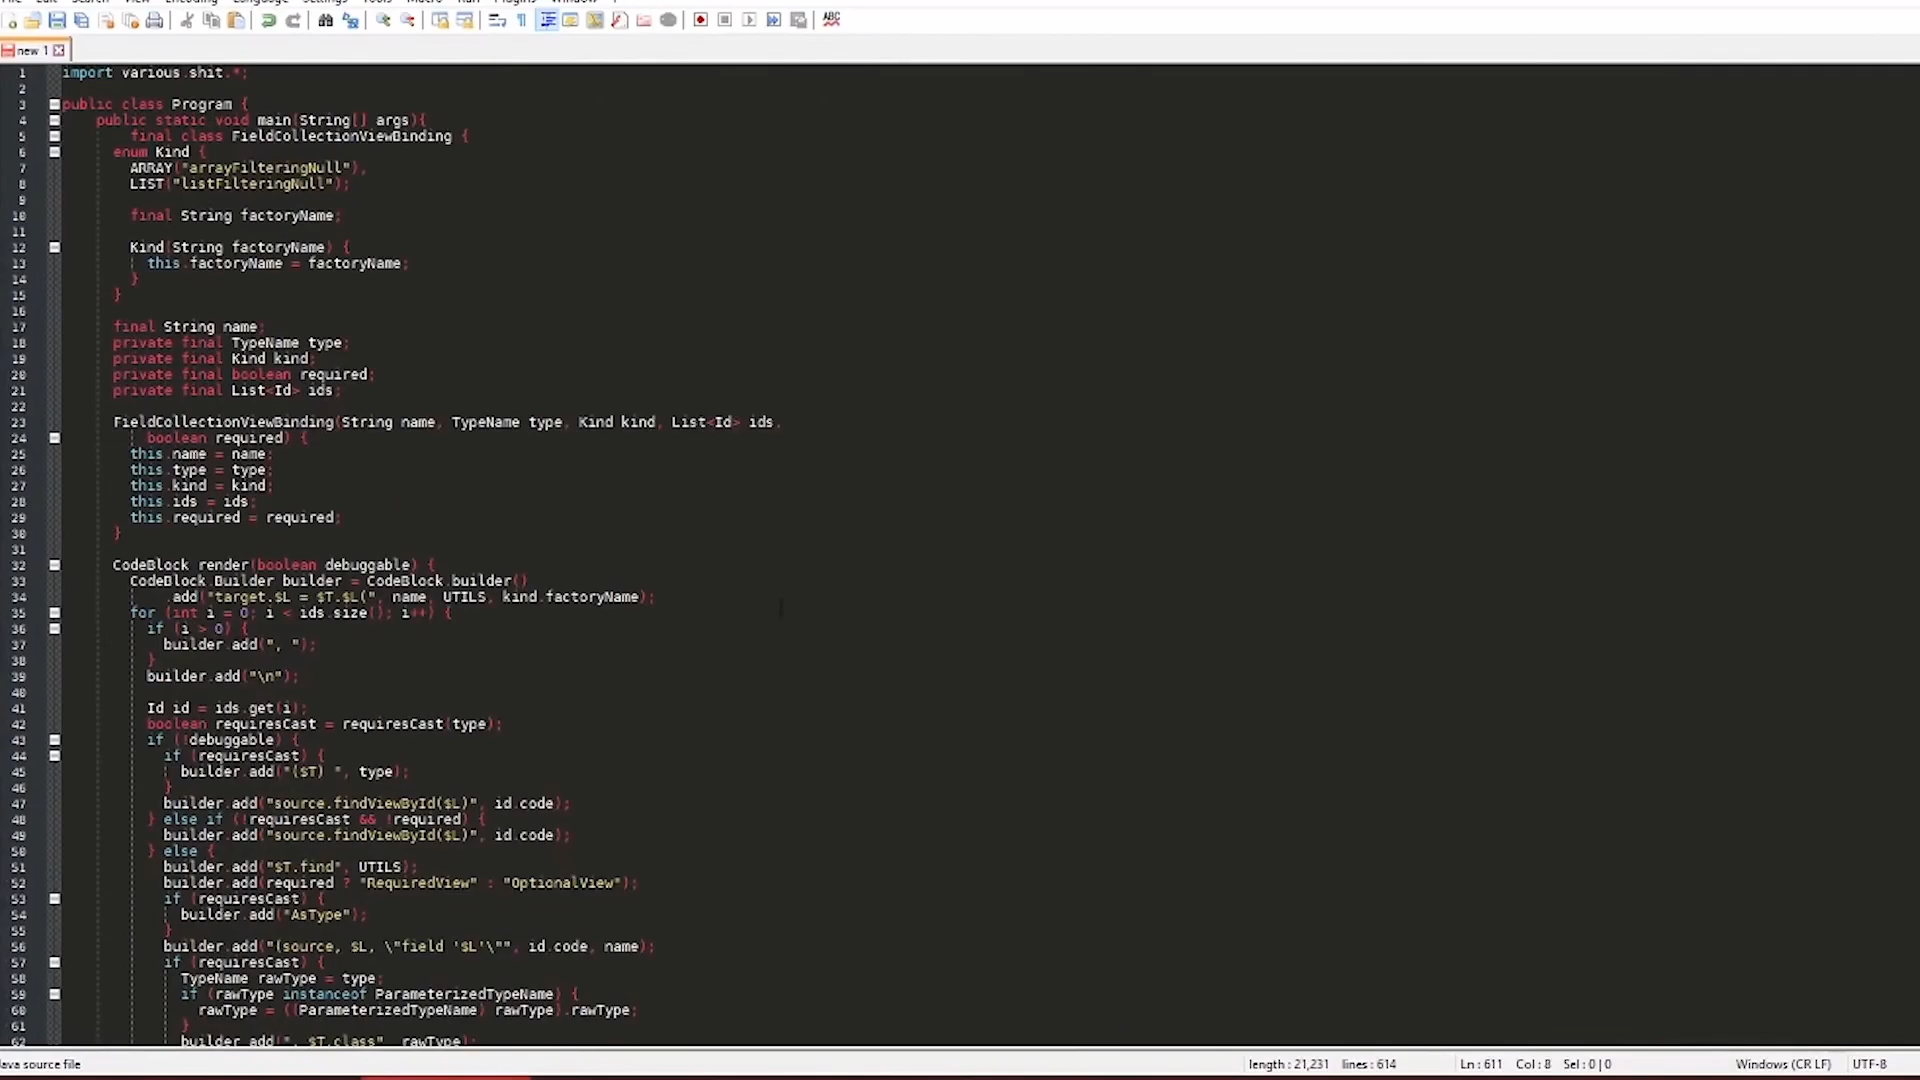 new 1
1 import various.shit.*;
2
3 public class Program {
4 public static void main(String[] args){
5 final class FieldCollectionViewBinding {
6 enum Kind {
7 ARRAY("arrayFilteringNull"),
8 LIST("listFilteringNull");
9
10 final String factoryName;
11
12 Kind(String factoryName) {
13 this.factoryName = factoryName;
14 }
15 }
16
17 final String name;
18 private final TypeName type;
19 private final Kind kind;
20 private final boolean required;
21 private final List<Id> ids;
22
23 FieldCollectionViewBinding(String name, TypeName type, Kind kind, List<Id> ids,
24 boolean required) {
25 this.name = name;
26 this.type = type;
27 this.kind = kind;
28 this.ids = ids;
29 this.required = required;
30 }
31
32 CodeBlock render(boolean debuggable) {
33 CodeBlock.Builder builder = CodeBlock.builder()
34 .add("target.$L = $T.$L(", name, UTILS, kind.factoryName);
35 for (int i = 0; i < ids.size(); i++) {
36 if (i > 0) {
37 builder.add(", ");
38 }
39 builder.add("\n");
40
41 Id id = ids.get(i);
42 boolean requiresCast = requiresCast(type);
43 if (!debuggable) {
44 if (requiresCast) {
45 builder.add("($T) ", type);
46 }
47 builder.add("source.findViewById($L)", id.code);
48 } else if (!requiresCast && !required) {
49 builder.add("source.findViewById($L)", id.code);
50 } else {
51 builder.add("$T.find", UTILS);
52 builder.add(required ? "RequiredView" : "OptionalView");
53 if (requiresCast) {
54 builder.add("AsType");
55 }
56 builder.add("(source, $L, \"field '$L'\"", id.code, name);
57 if (requiresCast) {
58 TypeName rawType = type;
59 if (rawType instanceof ParameterizedTypeName) {
60 rawType = ((ParameterizedTypeName) rawType).rawType;
61 }
62 builder.add(", $T.class", rawType);
Java source file length : 21,231 lines : 614 Ln : 611 Col : 8 Sel : 0 | 0 Windows (CR LF) UTF-8